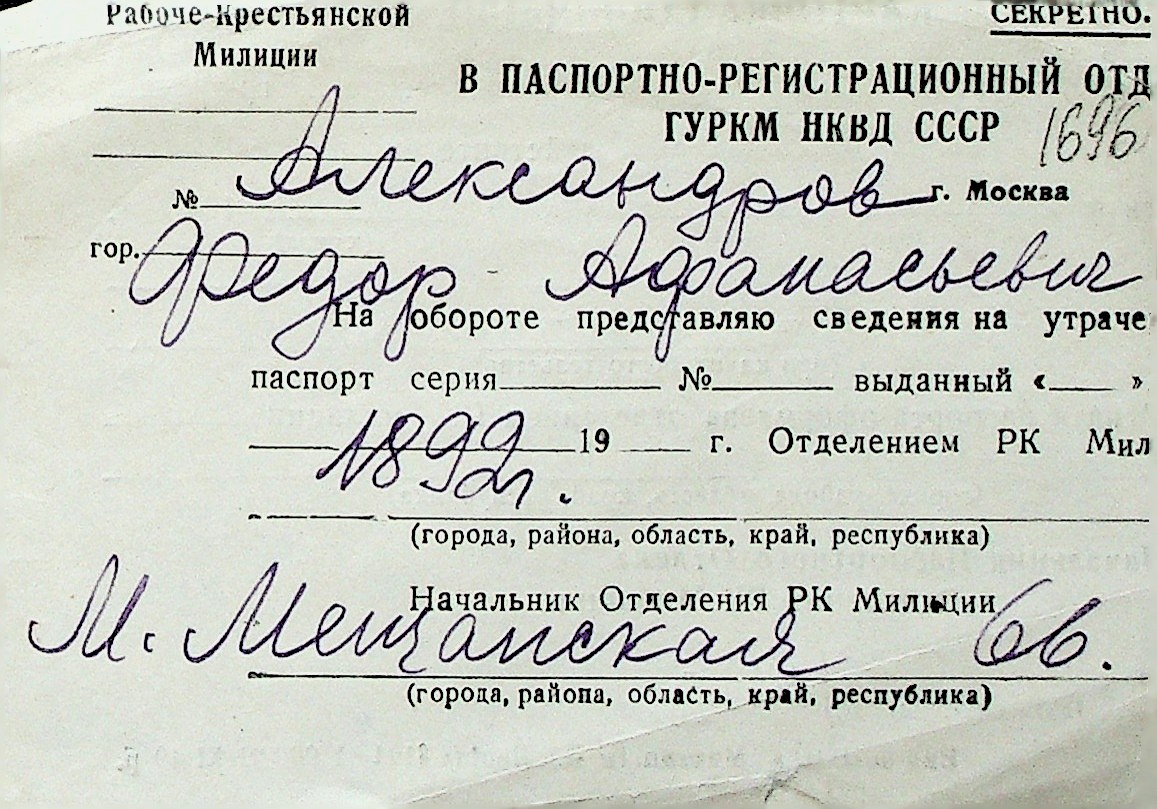 Рабоче-Крестьянской
Милиции
СЕКРЕТНО.
В ПАСПОРТНО-РЕГИСТРАЦИОННЫЙ ОТД
ГУРКМ НКВД СССР
1696
№ Александров г. Москва
гор. Федор Афанасьевич
На обороте представляю сведения на утраче
паспорт серия № выданный « »
1892 г. 19 г. Отделением РК Мил
(города, района, область, край, республика)
Начальник Отделения РК Милиции
М. Мещанская 66.
(города, района, область, край, республика)